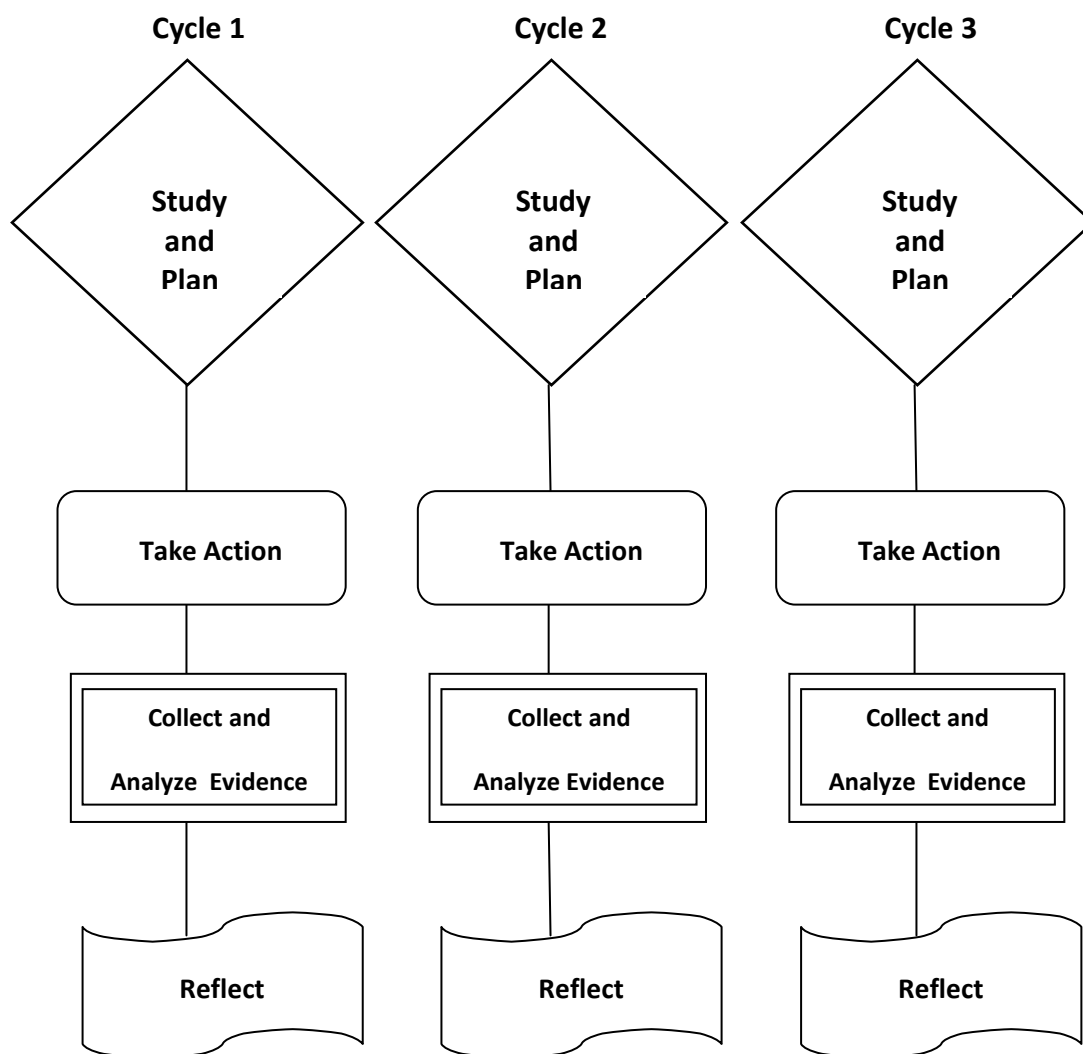 Cycle 1
Cycle 2
Cycle 3
Study
and
Plan
Study
and
Plan
Study
and
Plan
Take Action
Take Action
Take Action
Collect and
Analyze Evidence
Collect and
Analyze Evidence
Collect and
Analyze Evidence
Reflect
Reflect
Reflect